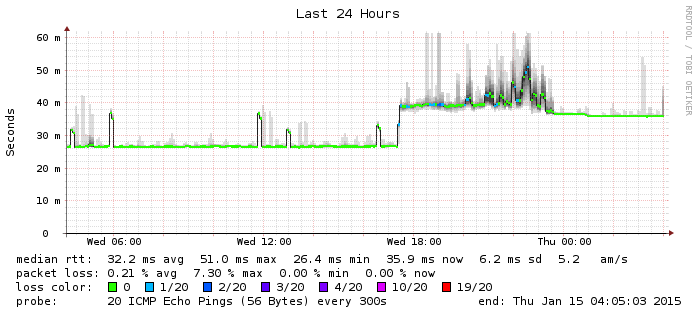 Last 24 Hours
RRDTOOL / TOBI OETIKER
Seconds
60 m
50 m
40 m
30 m
20 m
10 m
0
Wed 06:00 Wed 12:00 Wed 18:00 Thu 00:00
median rtt: 32.2 ms avg 51.0 ms max 26.4 ms min 35.9 ms now 6.2 ms sd 5.2 am/s
packet loss: 0.21 % avg 7.30 % max 0.00 % min 0.00 % now
loss color: 0 1/20 2/20 3/20 4/20 10/20 19/20
probe: 20 ICMP Echo Pings (56 Bytes) every 300s end: Thu Jan 15 04:05:03 2015